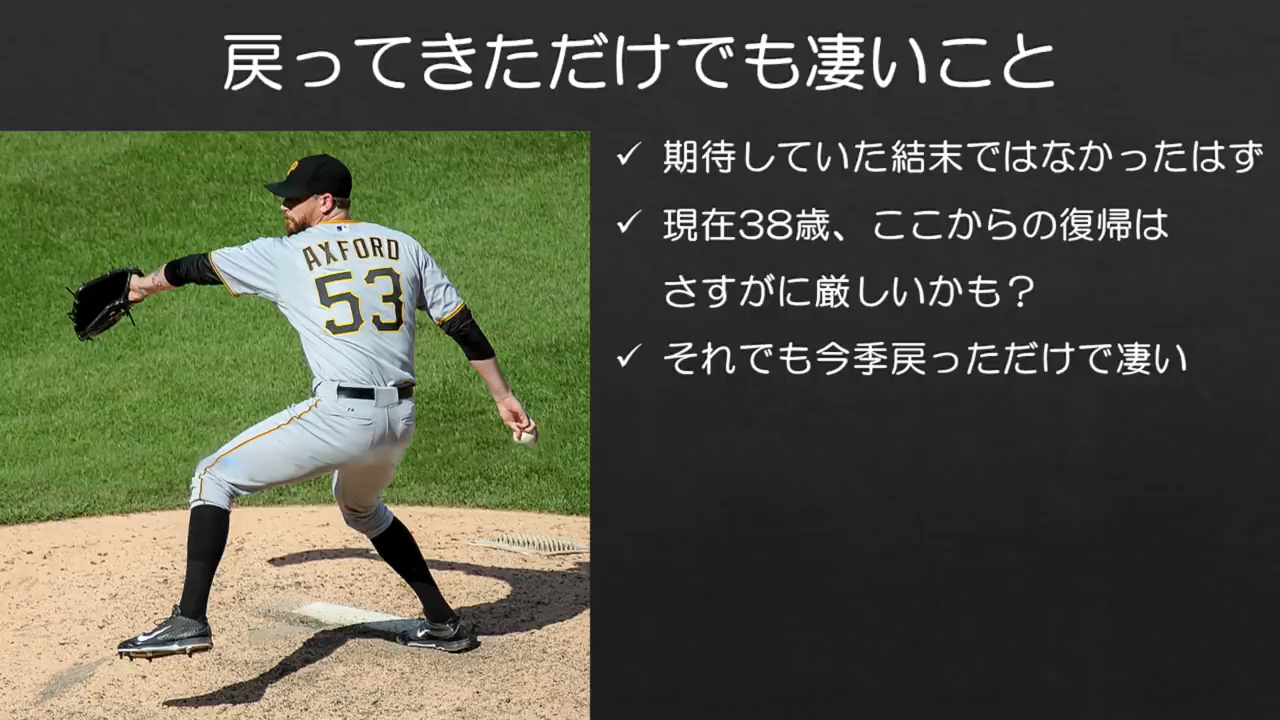 戻ってきただけでも凄いこと
✓ 期待していた結末ではなかったはず
✓ 現在38歳、ここからの復帰は
さすがに厳しいかも？
✓ それでも今季戻っただけで凄い
P
AXFORD
53